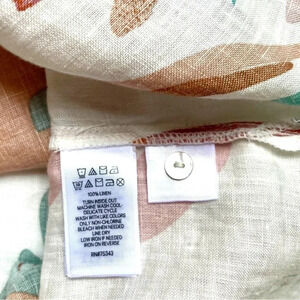 100% LINEN
TURN INSIDE OUT
MACHINE WASH COOL-
DELICATE CYCLE
WASH WITH LIKE COLORS
ONLY NON-CHLORINE
BLEACH WHEN NEEDED
LINE DRY
LOW IRON IF NEEDED
IRON ON REVERSE
RN#75343